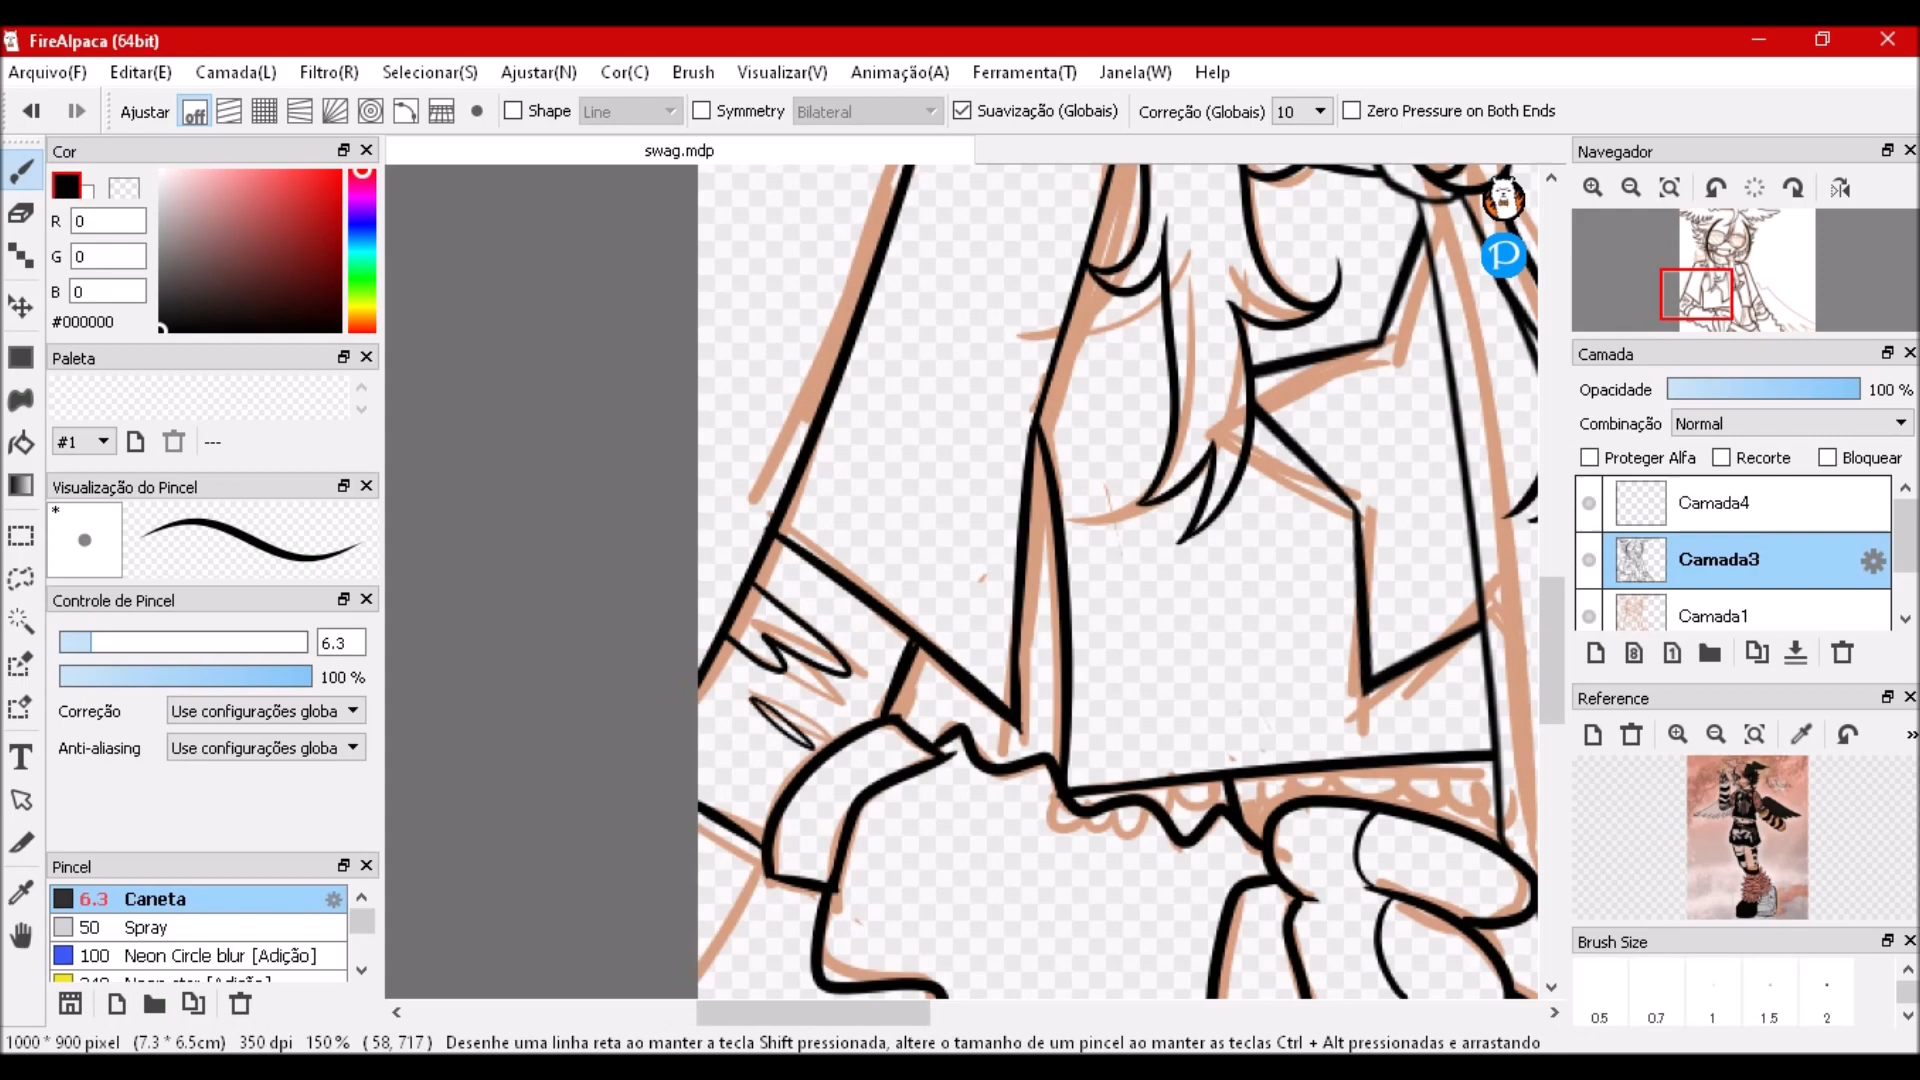 FireAlpaca (64bit)
Arquivo(F) Editar(E) Camada(L) Filtro(R) Selecionar(S) Ajustar(N) Cor(C) Brush Visualizar(V) Animação(A) Ferramenta(T) Janela(W) Help
Ajustar off Shape Line Symmetry Bilateral Suavização (Globais) Correção (Globais) 10 Zero Pressure on Both Ends
Cor
swag.mdp
Navegador
R 0
G 0
B 0
#000000
Paleta
#1 ---
Visualização do Pincel
*
Controle de Pincel
6.3
100 %
Correção Use configurações globa
Anti-aliasing Use configurações globa
Pincel
6.3 Caneta
50 Spray
100 Neon Circle blur [Adição]
P
Camada
Opacidade 100 %
Combinação Normal
Proteger Alfa Recorte Bloquear
Camada4
Camada3
Camada1
8 1
Reference
»
Brush Size
0.5 0.7 1 1.5 2
T
1000 * 900 pixel (7.3 * 6.5cm) 350 dpi 150 % ( 58, 717 ) Desenhe uma linha reta ao manter a tecla Shift pressionada, altere o tamanho de um pincel ao manter as teclas Ctrl + Alt pressionadas e arrastando